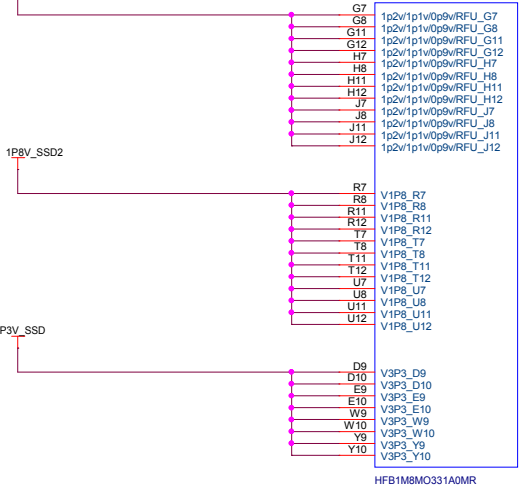 G7 1p2v/1p1v/0p9v/RFU_G7
G8 1p2v/1p1v/0p9v/RFU_G8
G11 1p2v/1p1v/0p9v/RFU_G11
G12 1p2v/1p1v/0p9v/RFU_G12
H7 1p2v/1p1v/0p9v/RFU_H7
H8 1p2v/1p1v/0p9v/RFU_H8
H11 1p2v/1p1v/0p9v/RFU_H11
H12 1p2v/1p1v/0p9v/RFU_H12
J7 1p2v/1p1v/0p9v/RFU_J7
J8 1p2v/1p1v/0p9v/RFU_J8
J11 1p2v/1p1v/0p9v/RFU_J11
J12 1p2v/1p1v/0p9v/RFU_J12
1P8V_SSD2
R7 V1P8_R7
R8 V1P8_R8
R11 V1P8_R11
R12 V1P8_R12
T7 V1P8_T7
T8 V1P8_T8
T11 V1P8_T11
T12 V1P8_T12
U7 V1P8_U7
U8 V1P8_U8
U11 V1P8_U11
U12 V1P8_U12
P3V_SSD
D9 V3P3_D9
D10 V3P3_D10
E9 V3P3_E9
E10 V3P3_E10
W9 V3P3_W9
W10 V3P3_W10
Y9 V3P3_Y9
Y10 V3P3_Y10
HFB1M8MO331A0MR